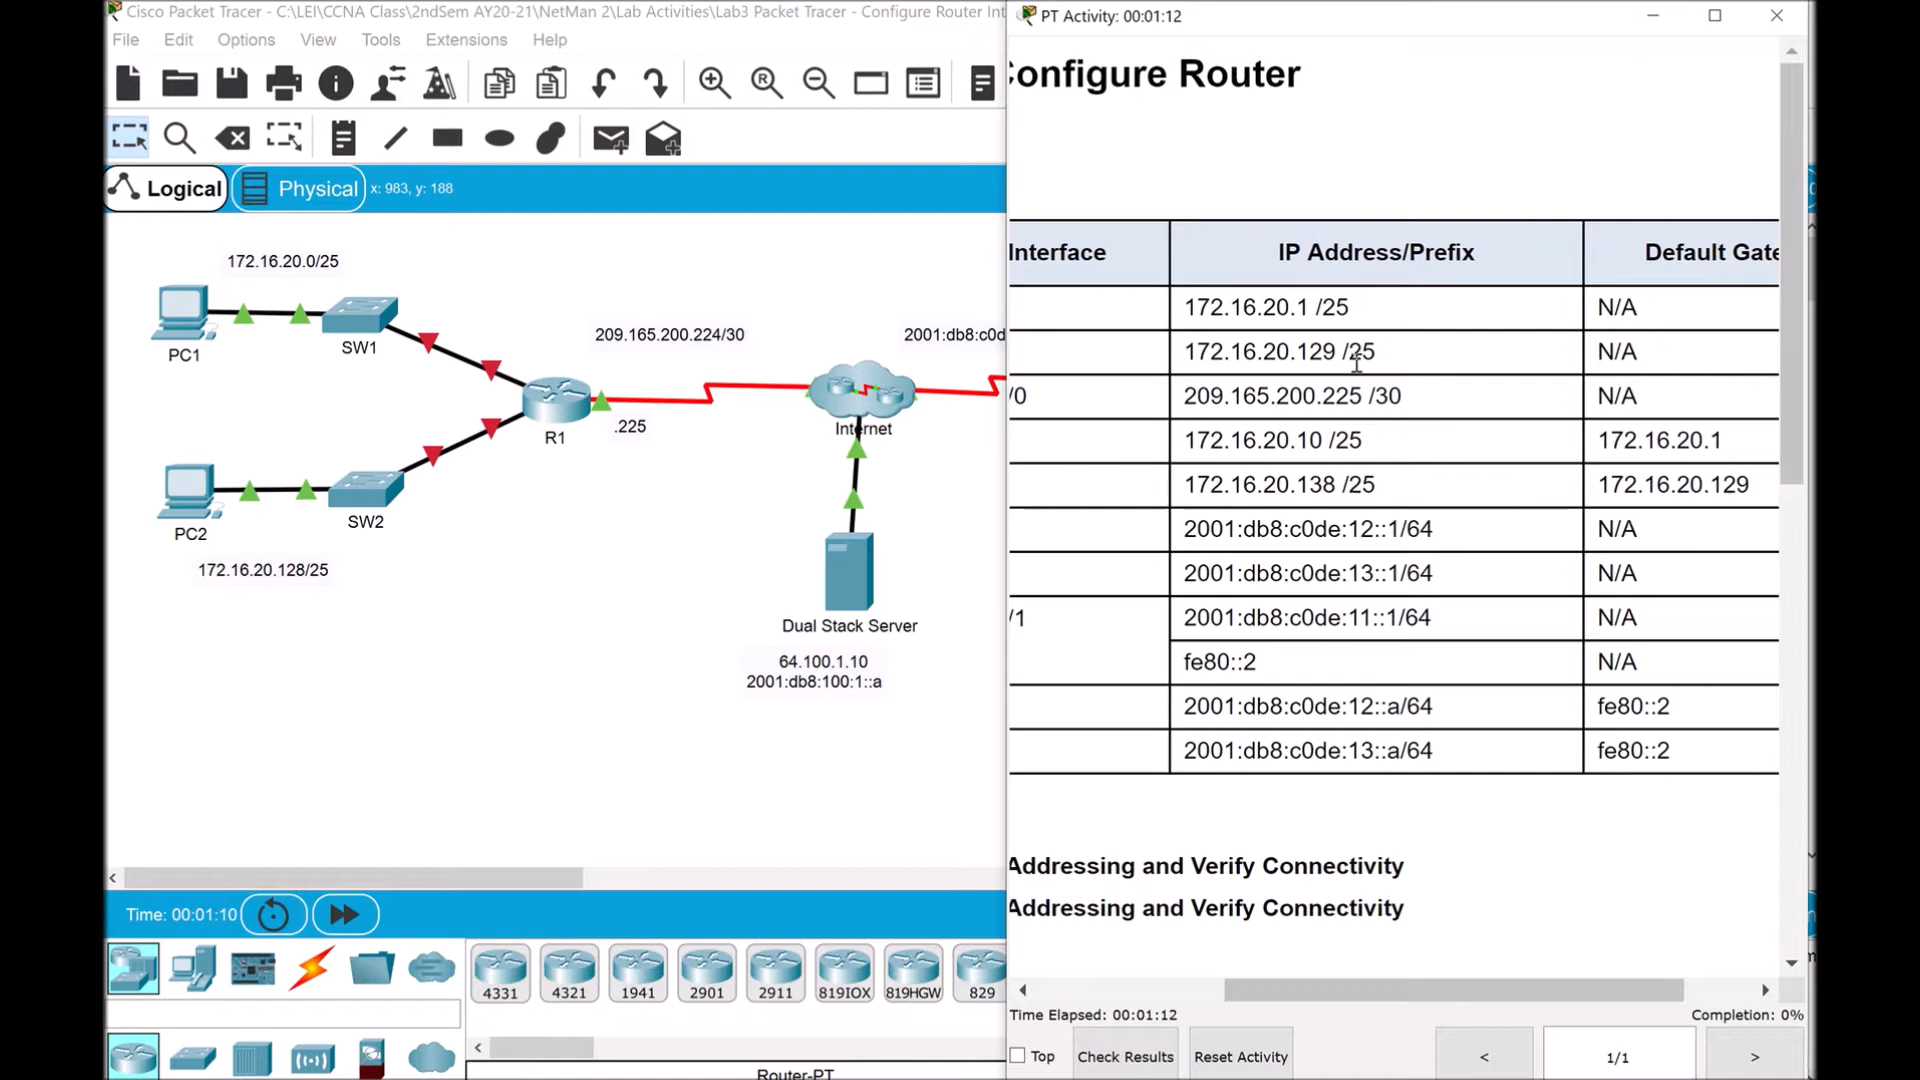 Cisco Packet Tracer - C:\LEI\CCNA Class\2ndSem AY20-21\NetMan 2\Lab Activities\Lab3 Packet Tracer - Configure Router Int
File Edit Options View Tools Extensions Help
Logical Physical x: 983, y: 188
172.16.20.0/25
PC1
SW1
209.165.200.224/30
2001:db8:c0d
.225
R1
Internet
PC2
SW2
172.16.20.128/25
Dual Stack Server
64.100.1.10
2001:db8:100:1::a
Time: 00:01:10
4331 4321 1941 2901 2911 819IOX 819HGW 829
Router-PT
PT Activity: 00:01:12
Configure Router
Interface IP Address/Prefix Default Gate
172.16.20.1 /25 N/A
172.16.20.129 /25 N/A
/0 209.165.200.225 /30 N/A
172.16.20.10 /25 172.16.20.1
172.16.20.138 /25 172.16.20.129
2001:db8:c0de:12::1/64 N/A
2001:db8:c0de:13::1/64 N/A
/1 2001:db8:c0de:11::1/64 N/A
fe80::2 N/A
2001:db8:c0de:12::a/64 fe80::2
2001:db8:c0de:13::a/64 fe80::2
Addressing and Verify Connectivity
Addressing and Verify Connectivity
Time Elapsed: 00:01:12 Completion: 0%
Top Check Results Reset Activity < 1/1 >